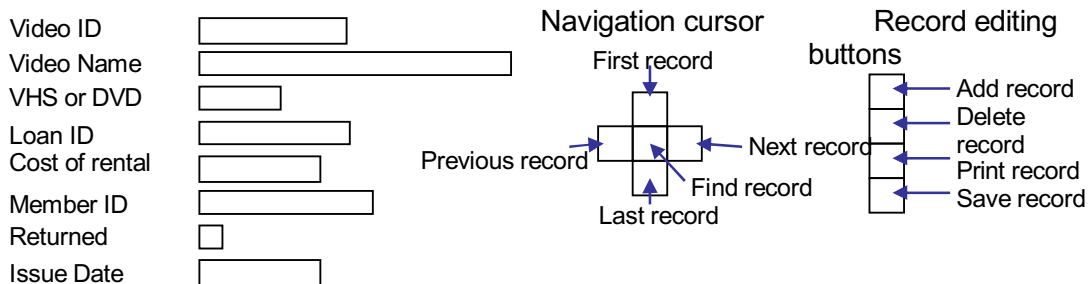 Video ID
Video Name
VHS or DVD
Loan ID
Cost of rental
Member ID
Returned
Issue Date
Navigation cursor
First record
Previous record
Next record
Find record
Last record
Record editing
buttons
Add record
Delete
record
Print record
Save record